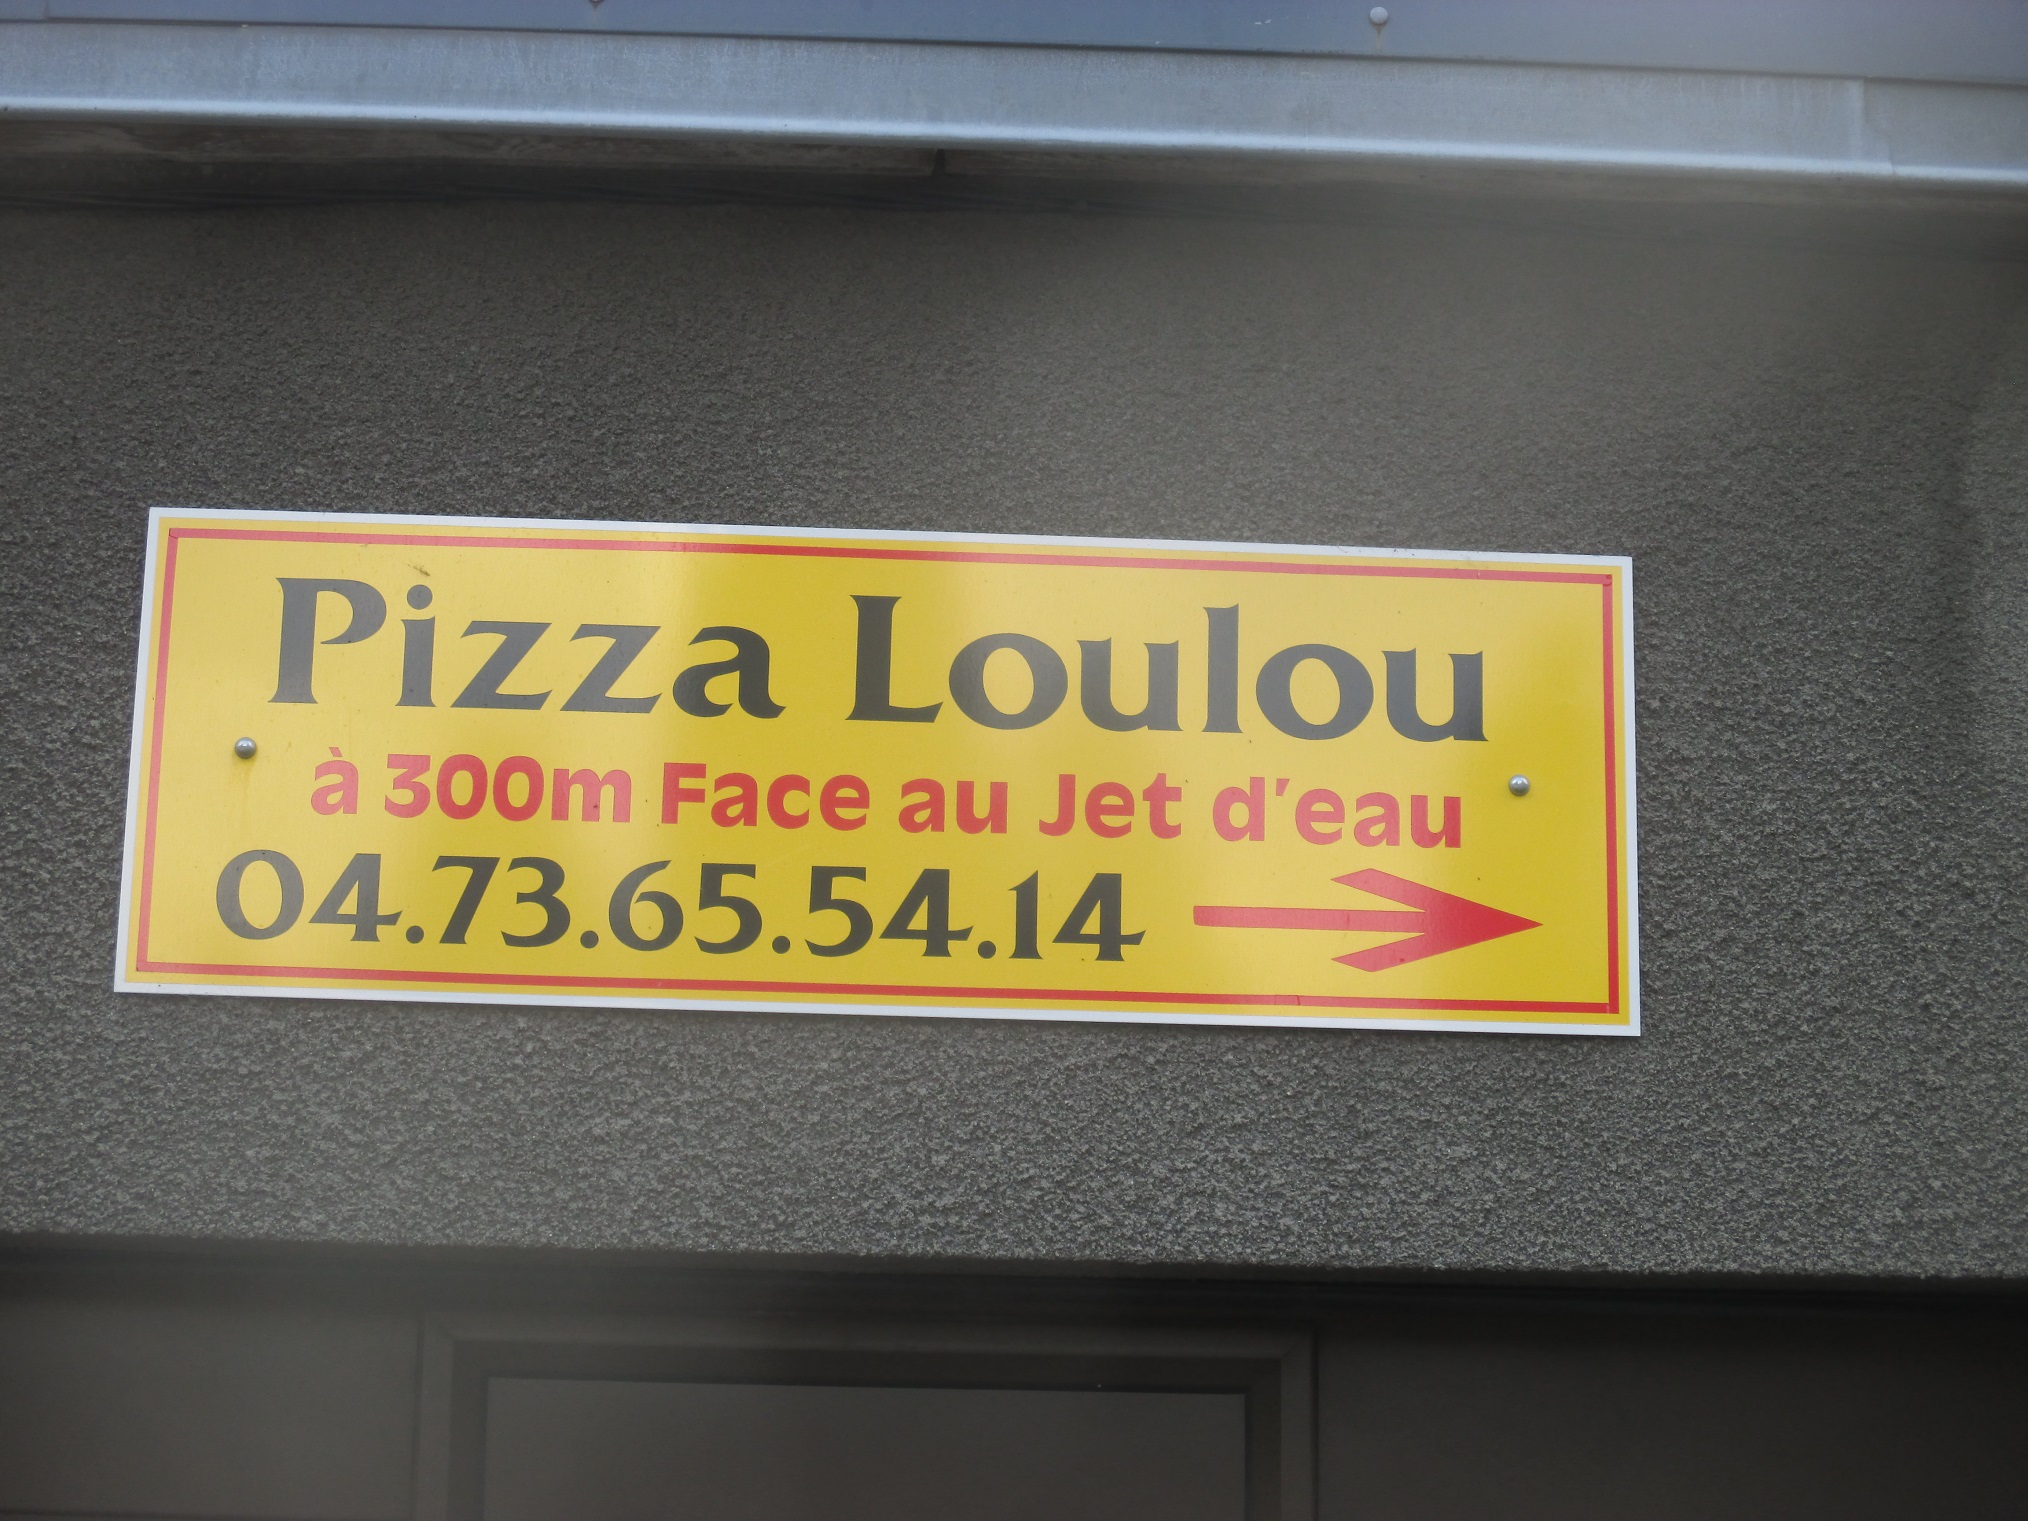 Pizza Loulou
à 300m Face au Jet d'eau
04.73.65.54.14